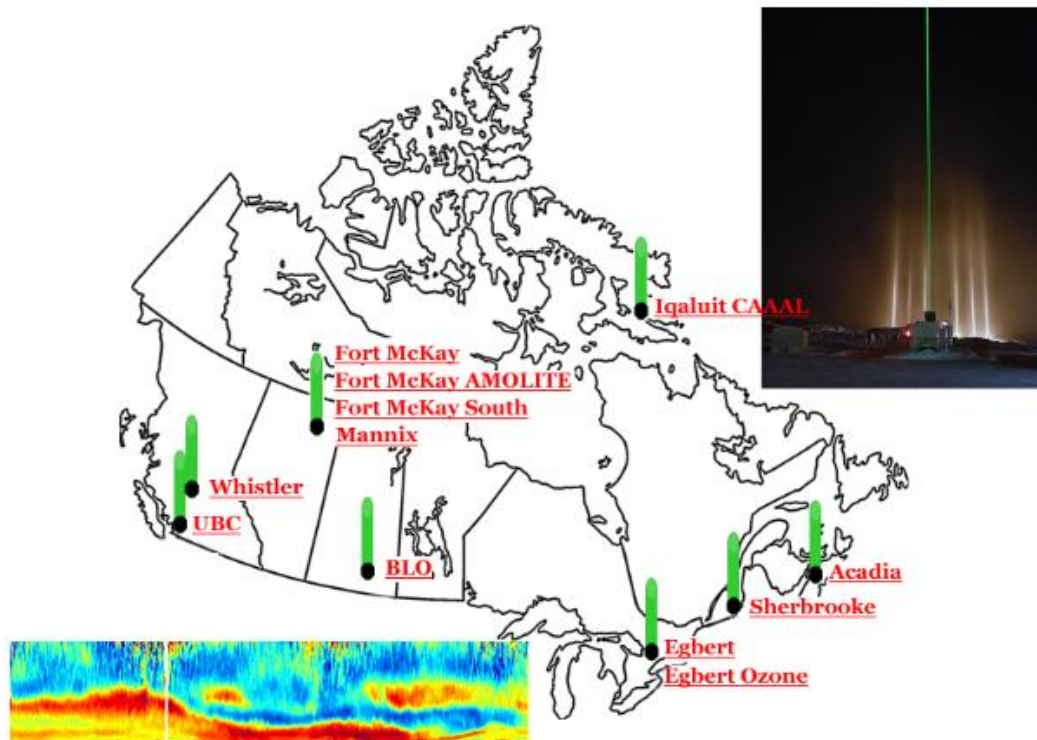 Iqaluit CAAAL
Fort McKay
Fort McKay AMOLITE
Fort McKay South
Mannix
Whistler
UBC
BLO
Acadia
Sherbrooke
Egbert
Egbert Ozone